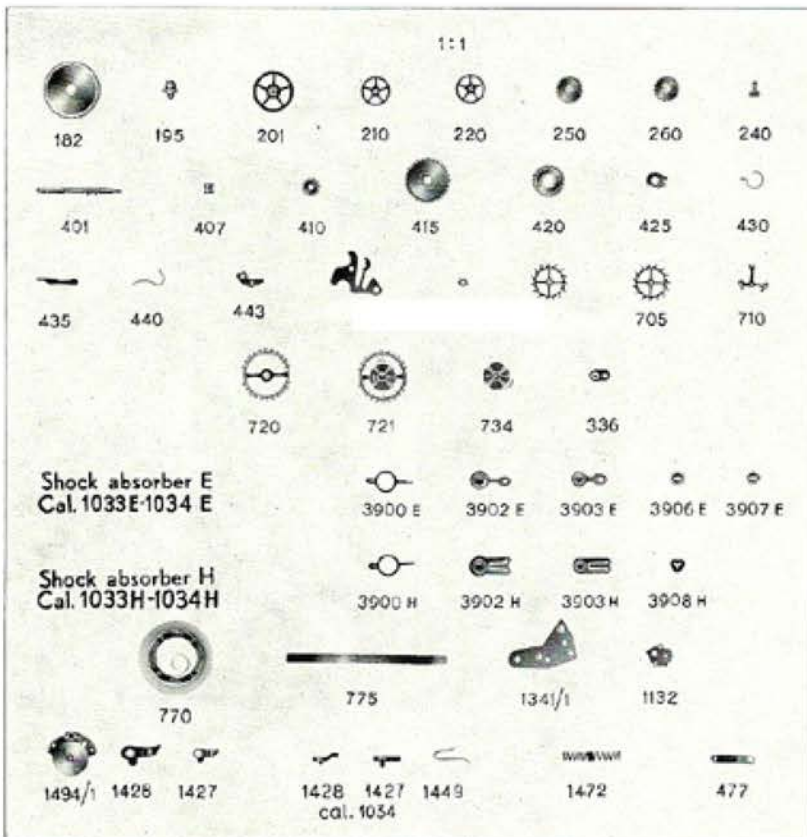 1:1
182 195 201 210 220 250 260 240
401 407 410 415 420 425 430
435 440 443 705 710
720 721 734 336
Shock absorber E
Cal. 1033E-1034 E
3900 E 3902 E 3903 E 3906 E 3907 E
Shock absorber H
Cal. 1033H-1034H
3900 H 3902 H 3903 H 3908 H
770 775 1341/1 1132
1494/1 1428 1427 1428 1427 1449 1472 477
cal. 1034